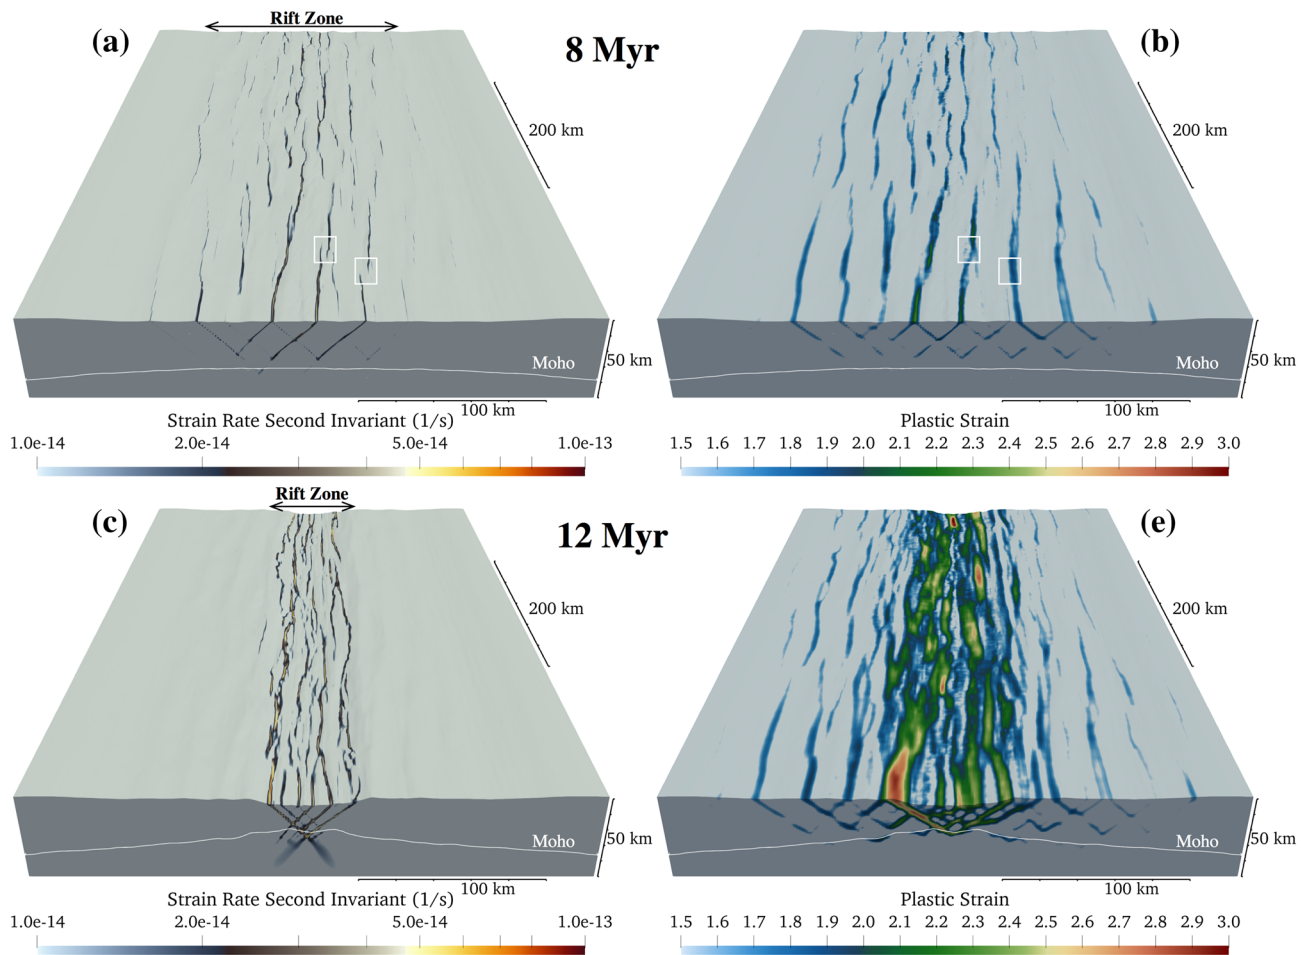 Rift Zone
(a)
8 Myr
(b)
200 km
200 km
Moho
50 km
Moho
50 km
100 km
100 km
Strain Rate Second Invariant (1/s)
Plastic Strain
1.0e-14 2.0e-14 5.0e-14 1.0e-13
1.5 1.6 1.7 1.8 1.9 2.0 2.1 2.2 2.3 2.4 2.5 2.6 2.7 2.8 2.9 3.0
Rift Zone
(c)
12 Myr
(e)
200 km
200 km
Moho
50 km
Moho
50 km
100 km
100 km
Strain Rate Second Invariant (1/s)
Plastic Strain
1.0e-14 2.0e-14 5.0e-14 1.0e-13
1.5 1.6 1.7 1.8 1.9 2.0 2.1 2.2 2.3 2.4 2.5 2.6 2.7 2.8 2.9 3.0